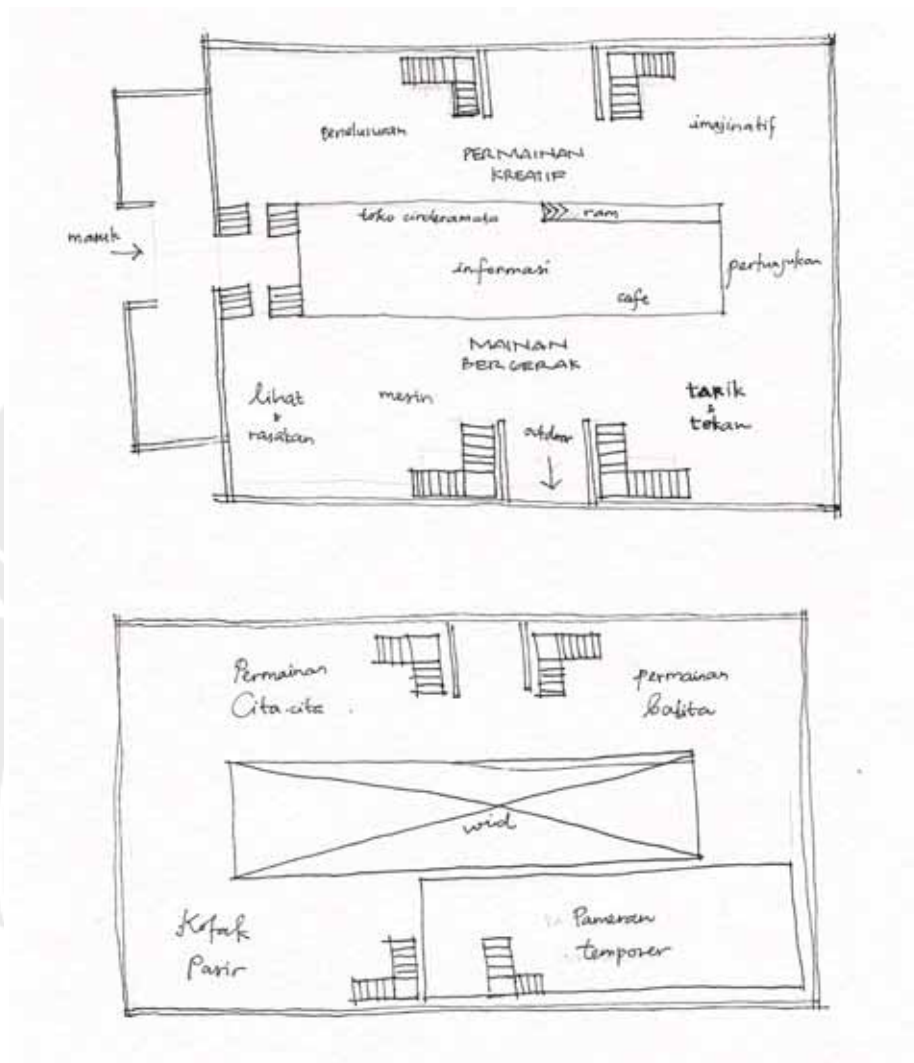 penelusuran
imajinatif
PERMAINAN
KREATIF
toko cinderamata
ram
masuk
informasi
pertunjukan
cafe
MAINAN
BERGERAK
lihat
&
rasakan
mesin
tarik
&
tekan
outdoor
Permainan
Cita-cita
permainan
balita
void
Kotak
Pasir
Pameran
temporer